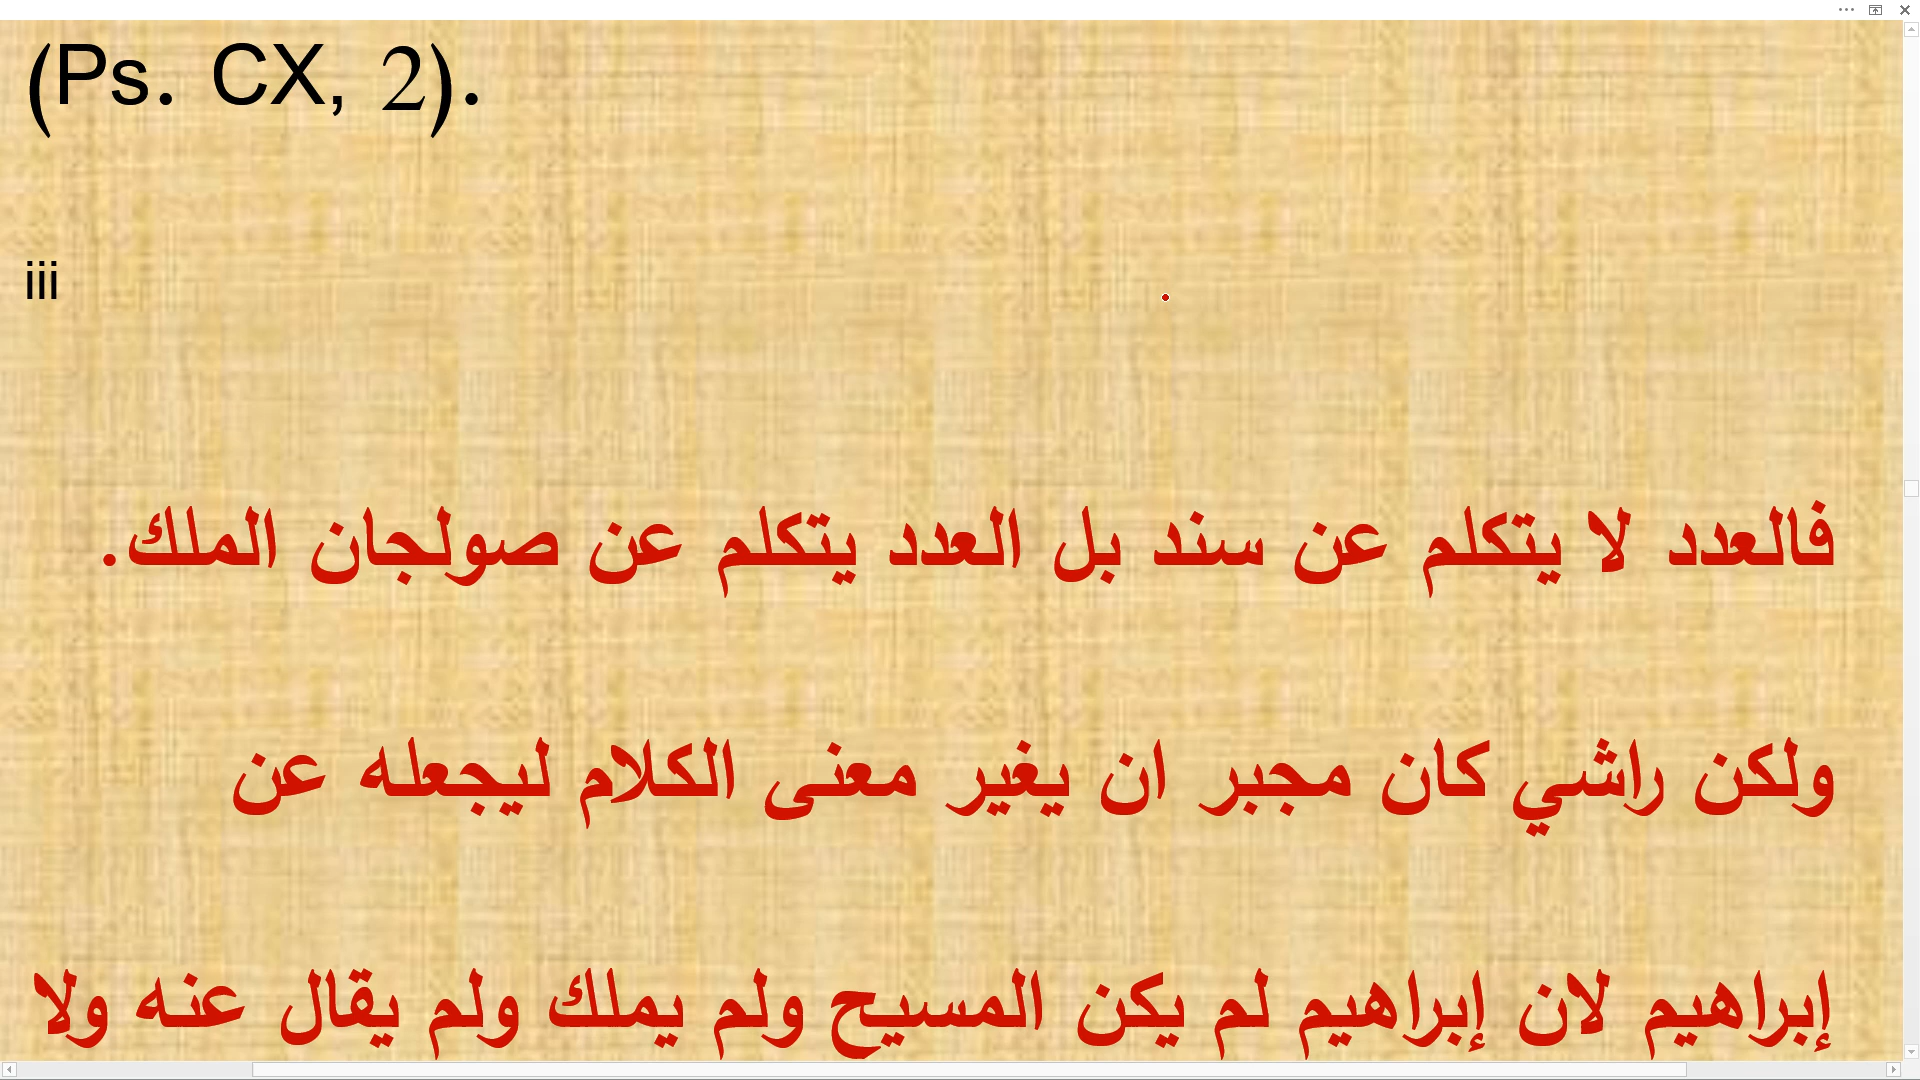 (Ps. CX, 2).
iii
فالعدد لا يتكلم عن سند بل العدد يتكلم عن صولجان الملك.
ولكن راشي كان مجبر ان يغير معنى الكلام ليجعله عن
إبراهيم لان إبراهيم لم يكن المسيح ولم يملك ولم يقال عنه ولا